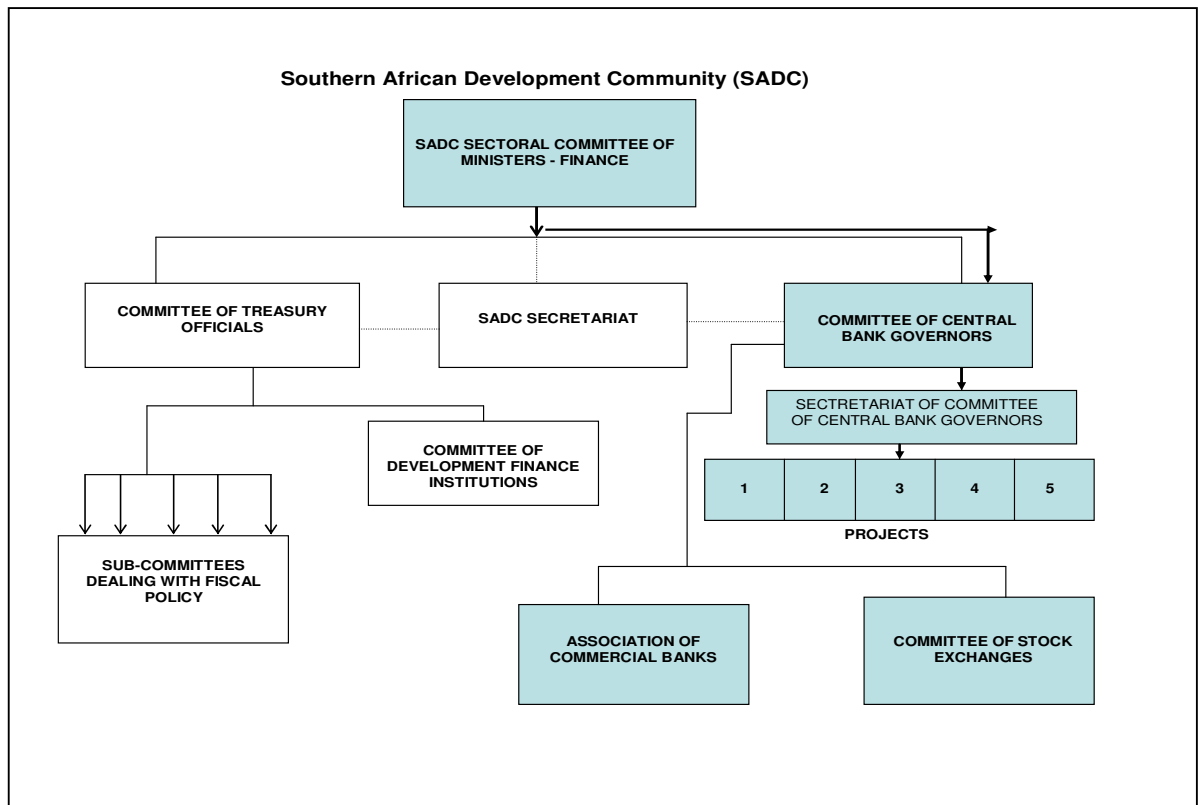 Southern African Development Community (SADC)
SADC SECTORAL COMMITTEE OF
MINISTERS - FINANCE
COMMITTEE OF TREASURY
OFFICIALS
SADC SECRETARIAT
COMMITTEE OF CENTRAL
BANK GOVERNORS
SECTRETARIAT OF COMMITTEE
OF CENTRAL BANK GOVERNORS
COMMITTEE OF
DEVELOPMENT FINANCE
INSTITUTIONS
1 2 3 4 5
PROJECTS
SUB-COMMITTEES
DEALING WITH FISCAL
POLICY
ASSOCIATION OF
COMMERCIAL BANKS
COMMITTEE OF STOCK
EXCHANGES